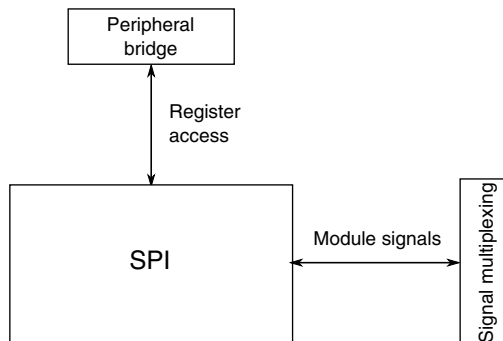 Peripheral
bridge
Register
access
SPI
Module signals
Signal multiplexing